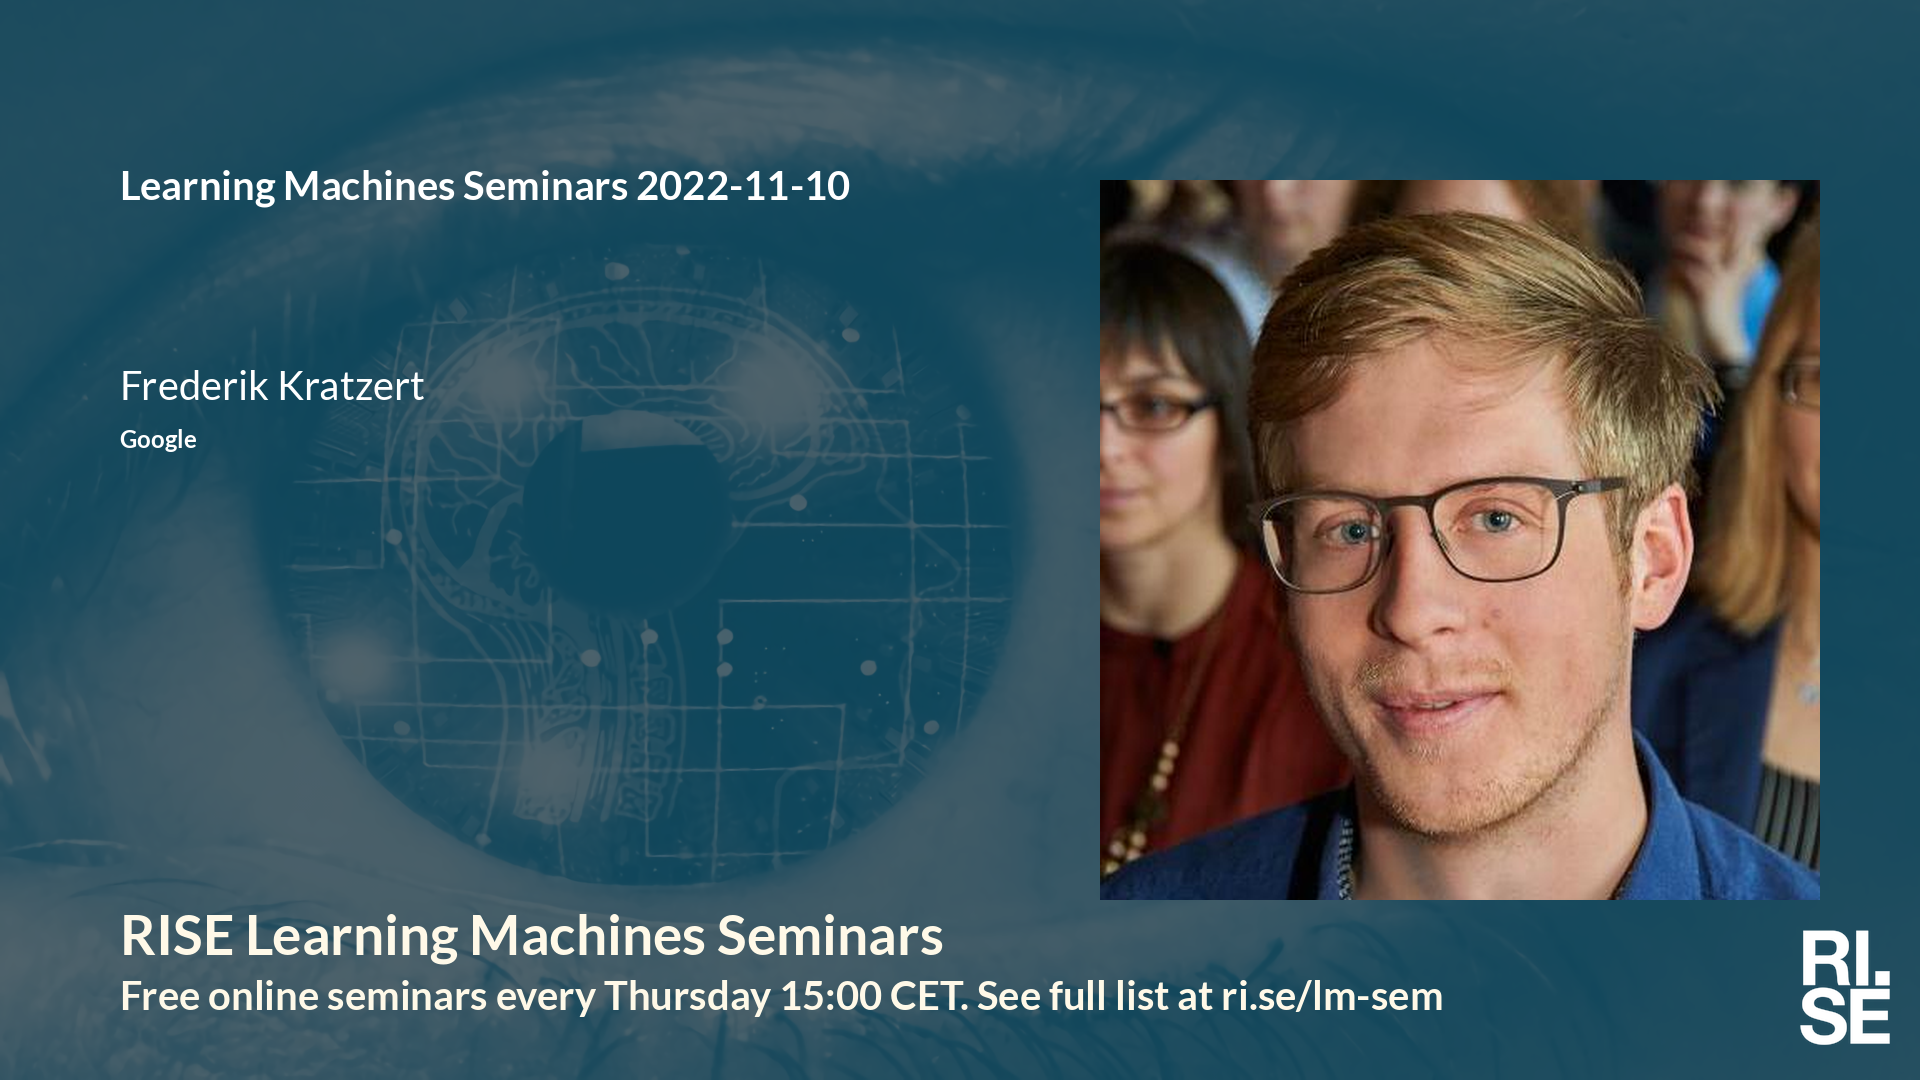 Learning Machines Seminars 2022-11-10
Frederik Kratzert
Google
RISE Learning Machines Seminars
Free online seminars every Thursday 15:00 CET. See full list at ri.se/lm-sem
RI.
SE